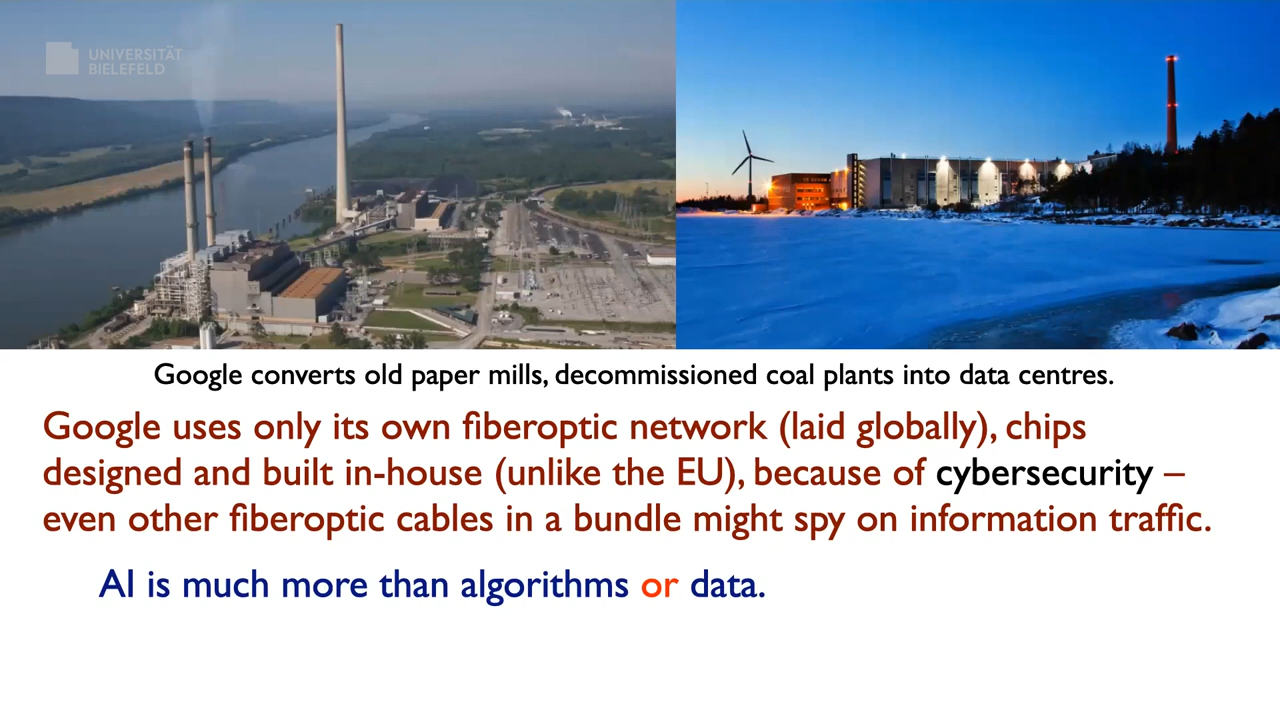 UNIVERSITÄT
BIELEFELD
Google converts old paper mills, decommissioned coal plants into data centres.
Google uses only its own fiberoptic network (laid globally), chips
designed and built in-house (unlike the EU), because of cybersecurity –
even other fiberoptic cables in a bundle might spy on information traffic.
AI is much more than algorithms or data.